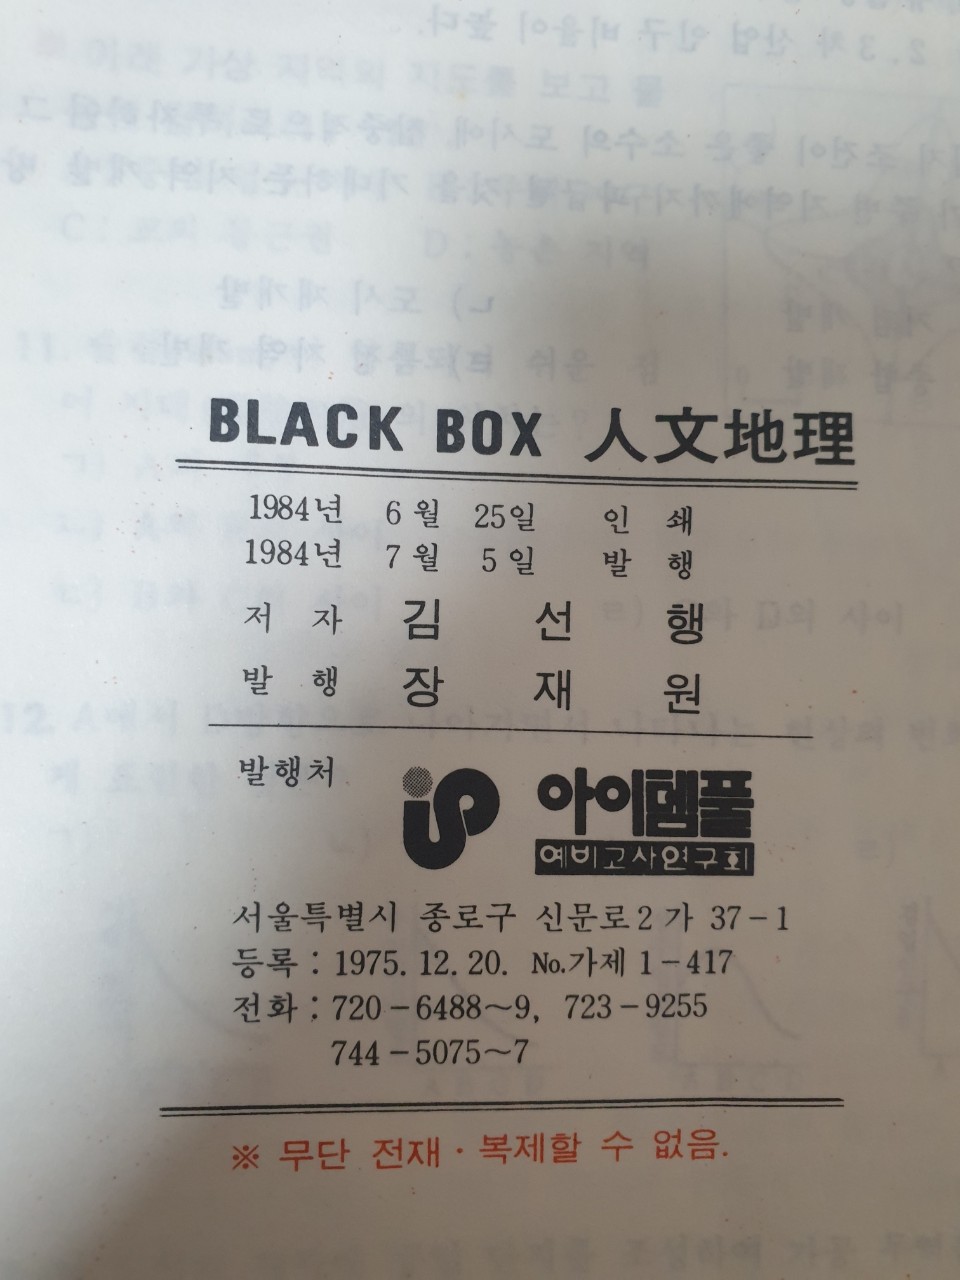 BLACK BOX 人文地理
1984년 6월 25일 인 쇄
1984년 7월 5일 발 행
저 자 김 선 행
발 행 장 재 원
발행처 아이템풀
예비고사연구회
서울특별시 종로구 신문로2가 37-1
등록 : 1975. 12. 20. No.가제 1-417
전화 : 720-6488~9, 723-9255
744-5075~7
※ 무단 전재·복제할 수 없음.